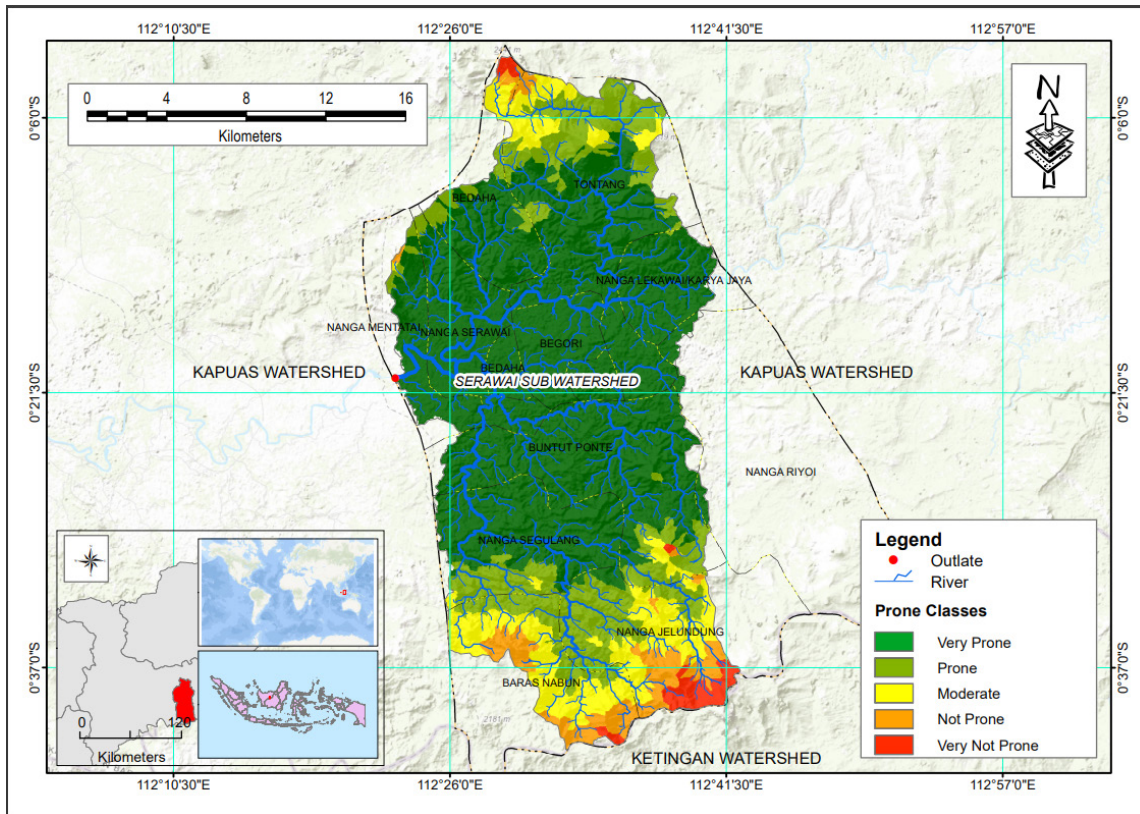 112°10'30"E 112°26'0"E 112°41'30"E 112°57'0"E
0 4 8 12 16
Kilometers
N
0°6'0"S
0°6'0"S
TONTANG
BEDAHA
NANGA LEKAWAI/KARYA JAYA
NANGA MENTATAI
NANGA SERAWAI
BEGORI
BEDAHA
KAPUAS WATERSHED
SERAWAI SUB WATERSHED
KAPUAS WATERSHED
0°21'30"S
0°21'30"S
BUNTUT PONTE
NANGA RIYOI
NANGA SEGULANG
NANGA JELUNDUNG
BARAS NABUN
2181 m
KETINGAN WATERSHED
0°37'0"S
0°37'0"S
0 120
Kilometers
Legend
Outlate
River
Prone Classes
Very Prone
Prone
Moderate
Not Prone
Very Not Prone
112°10'30"E 112°26'0"E 112°41'30"E 112°57'0"E